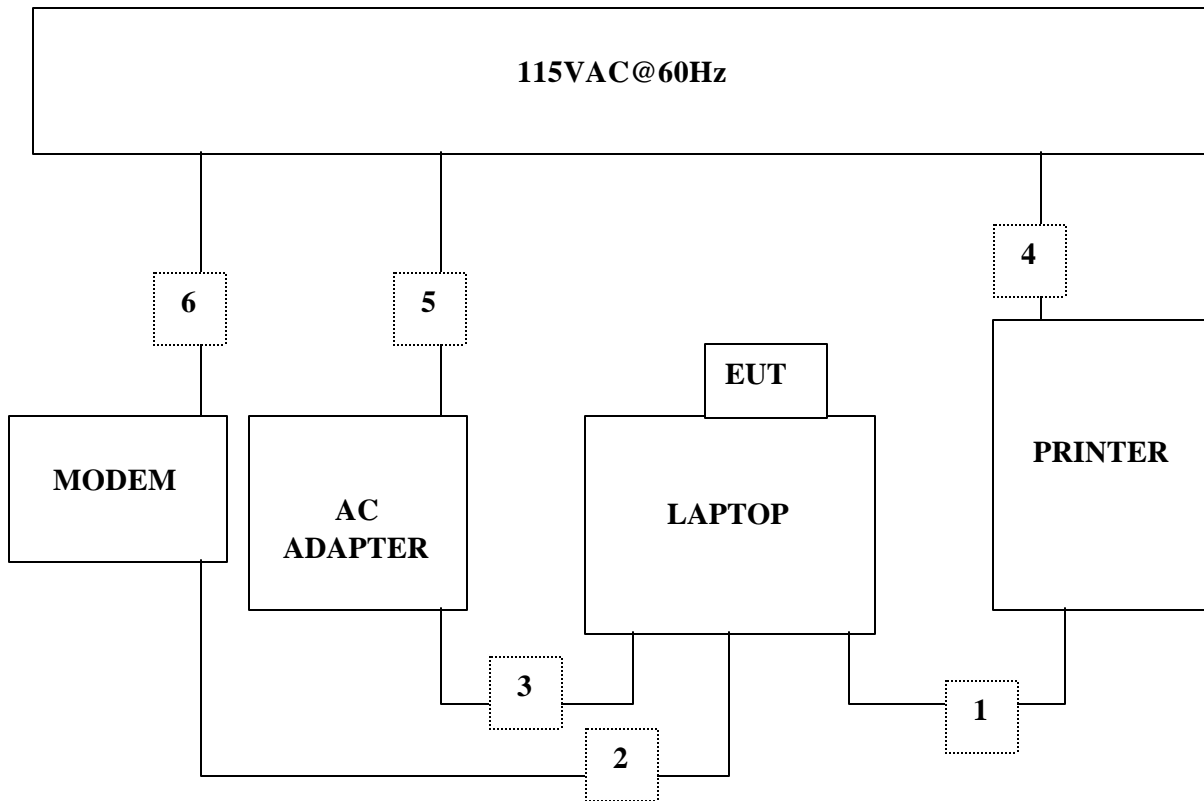 115VAC@60Hz
4
6
5
EUT
MODEM
AC
ADAPTER
LAPTOP
PRINTER
3
1
2